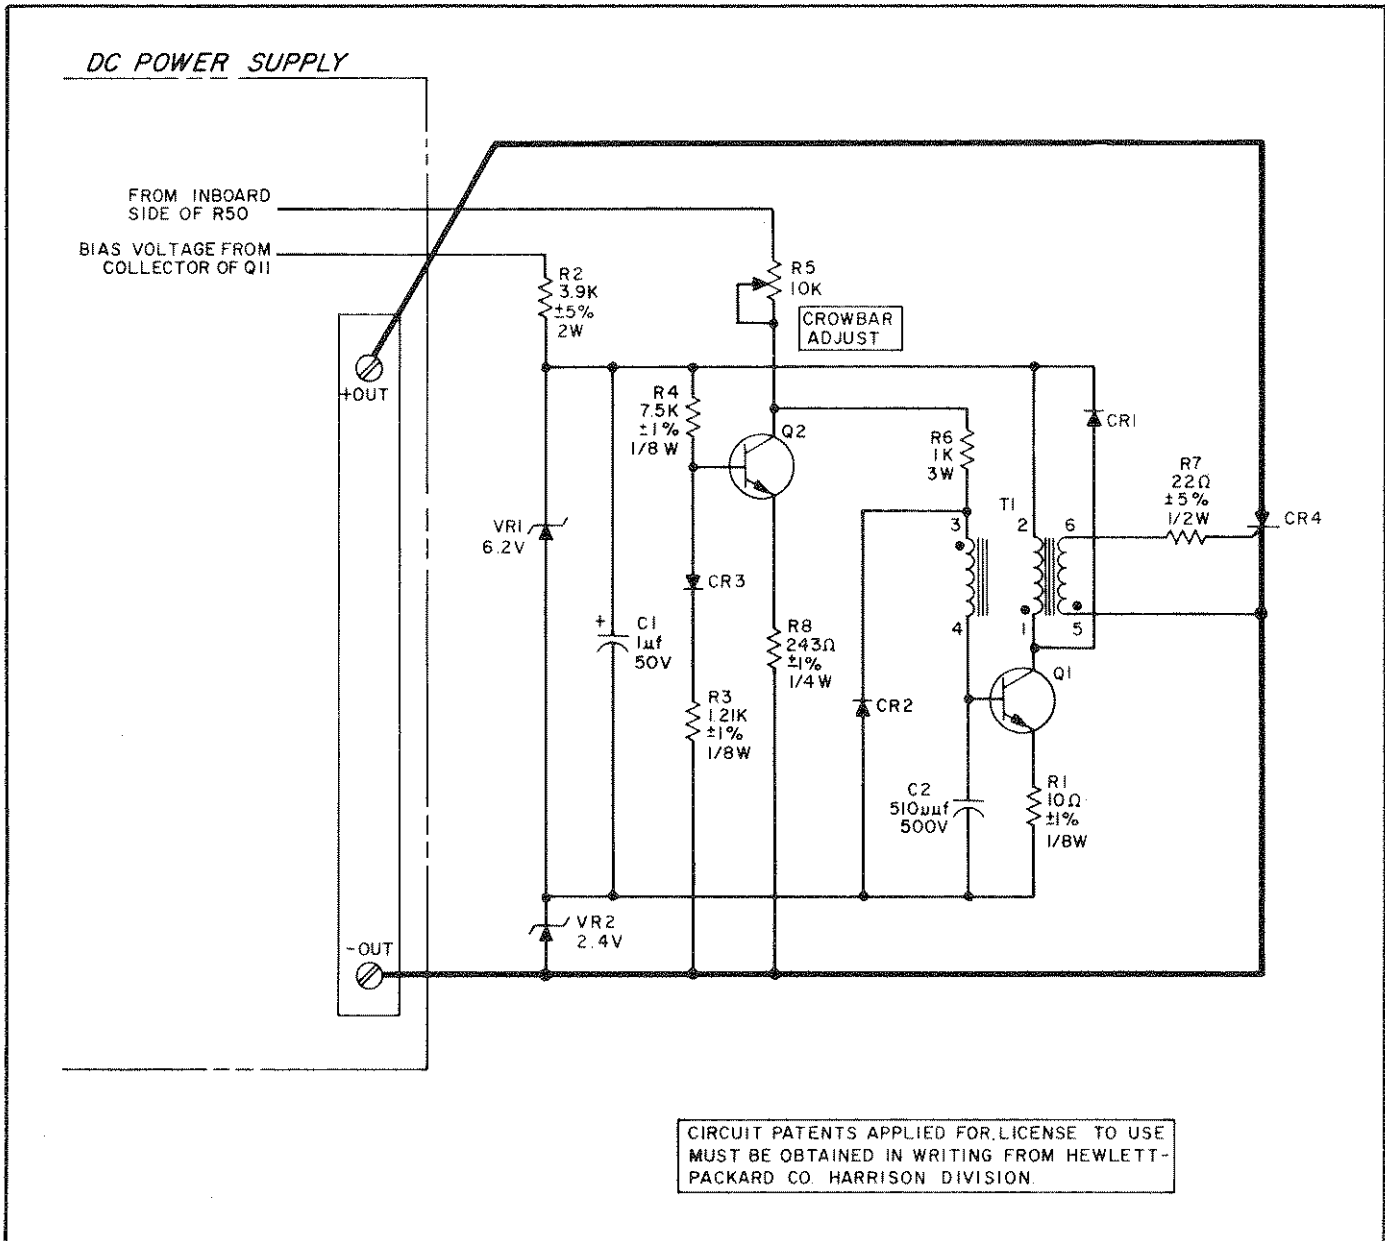 DC POWER SUPPLY
FROM INBOARD
SIDE OF R50
BIAS VOLTAGE FROM
COLLECTOR OF Q11
R2
3.9K
±5%
2W
R5
10K
CROWBAR
ADJUST
+OUT
R4
7.5K
±1%
1/8 W
Q2
R6
1K
3W
CR1
R7
22Ω
±5%
1/2W
CR4
T1
3
2
6
VR1
6.2V
CR3
+
C1
1µf
50V
R8
243Ω
±1%
1/4 W
4
1
5
Q1
R3
1.21K
±1%
1/8W
CR2
C2
510µµf
500V
R1
10Ω
±1%
1/8W
VR2
2.4V
-OUT
CIRCUIT PATENTS APPLIED FOR. LICENSE TO USE
MUST BE OBTAINED IN WRITING FROM HEWLETT-
PACKARD CO. HARRISON DIVISION.